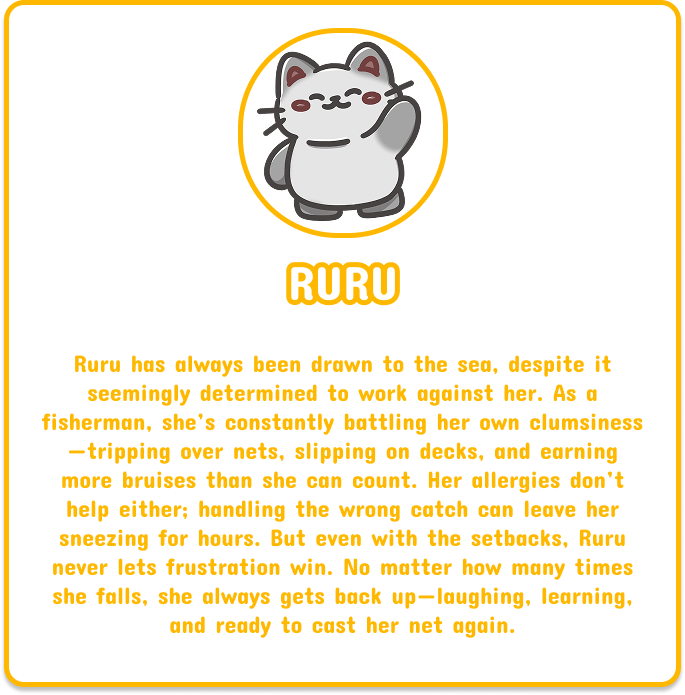 RURU
Ruru has always been drawn to the sea, despite it
seemingly determined to work against her. As a
fisherman, she's constantly battling her own clumsiness
—tripping over nets, slipping on decks, and earning
more bruises than she can count. Her allergies don't
help either; handling the wrong catch can leave her
sneezing for hours. But even with the setbacks, Ruru
never lets frustration win. No matter how many times
she falls, she always gets back up—laughing, learning,
and ready to cast her net again.